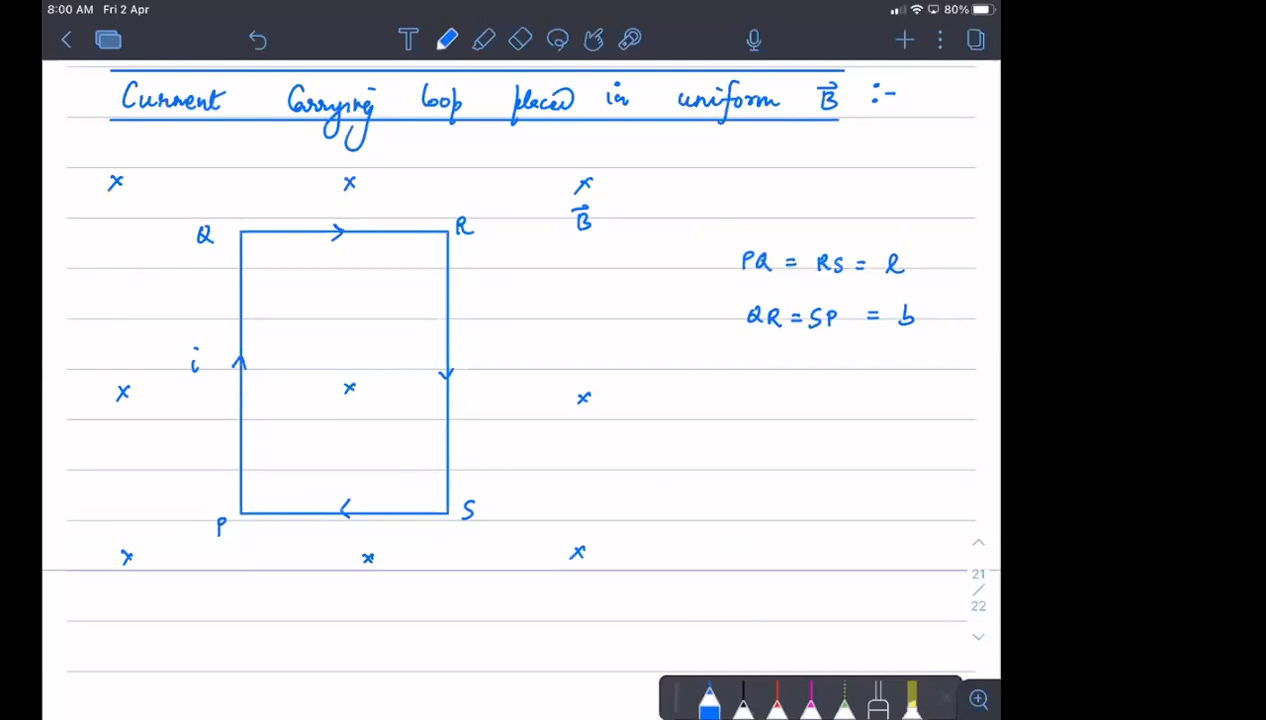 8:00 AM Fri 2 Apr
80%
T
Current Carrying loop placed in uniform B⃗ :-
x x x
B⃗
Q R
PQ = RS = l
QR = SP = b
i
x x x
P S
x x x
21
/
22